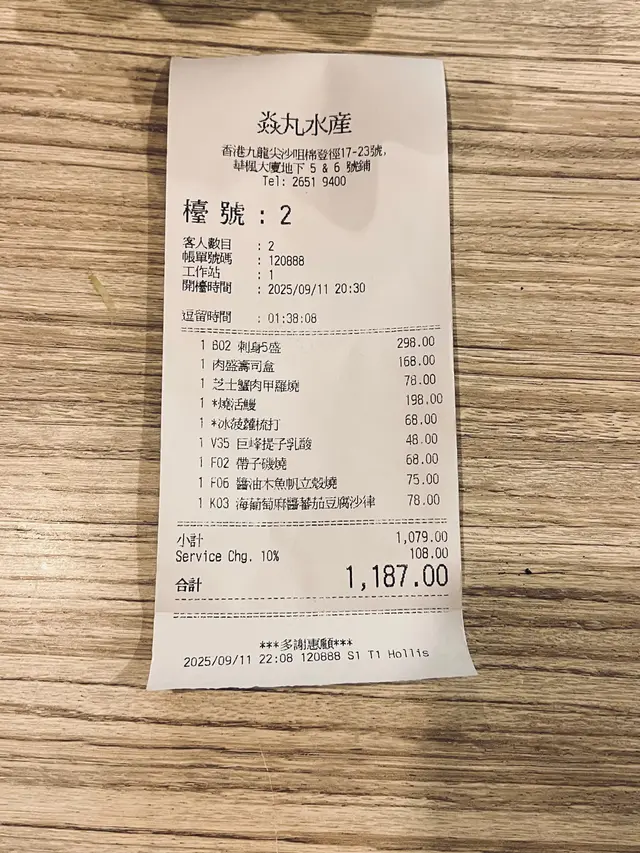 焱丸水産
香港九龍尖沙咀棉登徑17-23號,
華楓大廈地下 5 & 6 號鋪
Tel: 2651 9400
檯號 : 2
客人數目 : 2
帳單號碼 : 120888
工作站 : 1
開檯時間 : 2025/09/11 20:30
逗留時間 : 01:38:08
1 B02 刺身5盛 298.00
1 肉盛壽司盒 168.00
1 芝士蟹肉甲羅燒 78.00
1 *燒活鰻 198.00
1 *冰菠蘿梳打 68.00
1 V35 巨峰提子乳酸 48.00
1 F02 帶子磯燒 68.00
1 F06 醬油木魚帆立殼燒 75.00
1 K03 海葡萄麻醬蕃茄豆腐沙律 78.00
小計 1,079.00
Service Chg. 10% 108.00
合計 1,187.00
***多謝惠顧***
2025/09/11 22:08 120888 S1 T1 Hollis